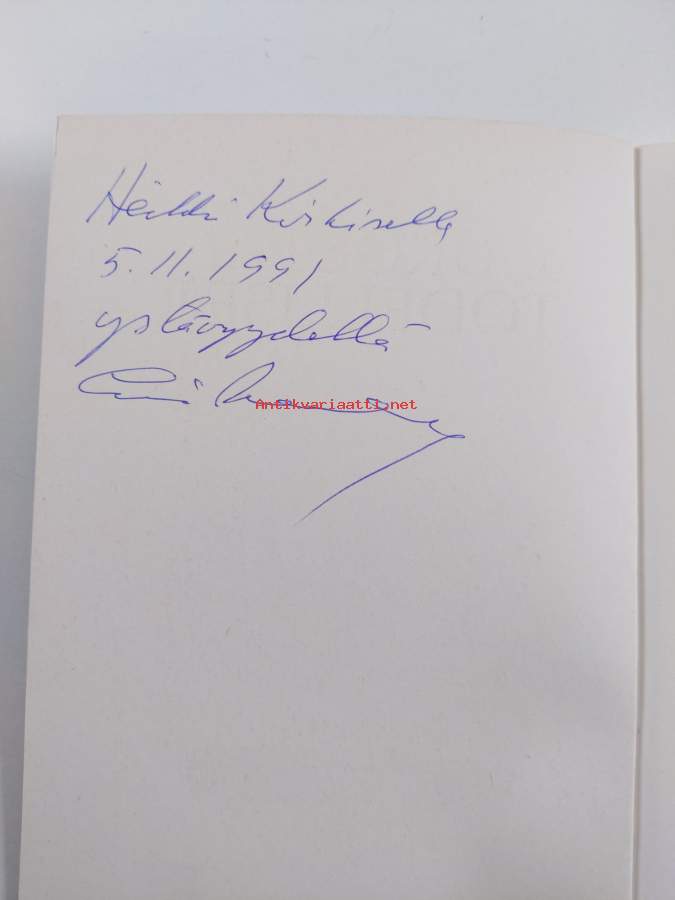 Heikki Kirkiselle
5.11.1991
ystävyydellä
Antikvariaatti.net